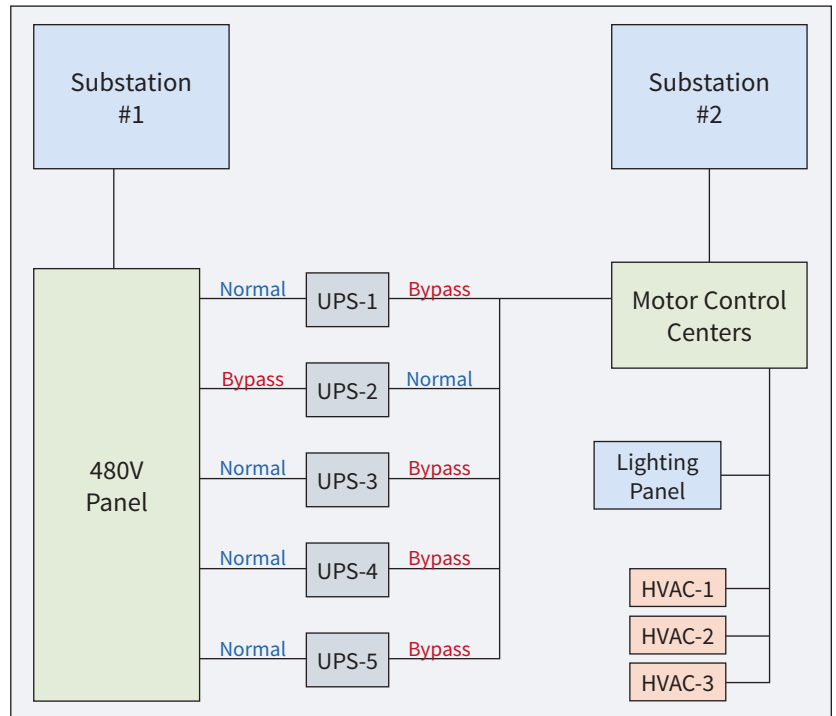 Substation
#1
Substation
#2
Normal UPS-1 Bypass
Motor Control
Centers
Bypass UPS-2 Normal
480V
Panel
Normal UPS-3 Bypass
Lighting
Panel
Normal UPS-4 Bypass
HVAC-1
HVAC-2
Normal UPS-5 Bypass
HVAC-3